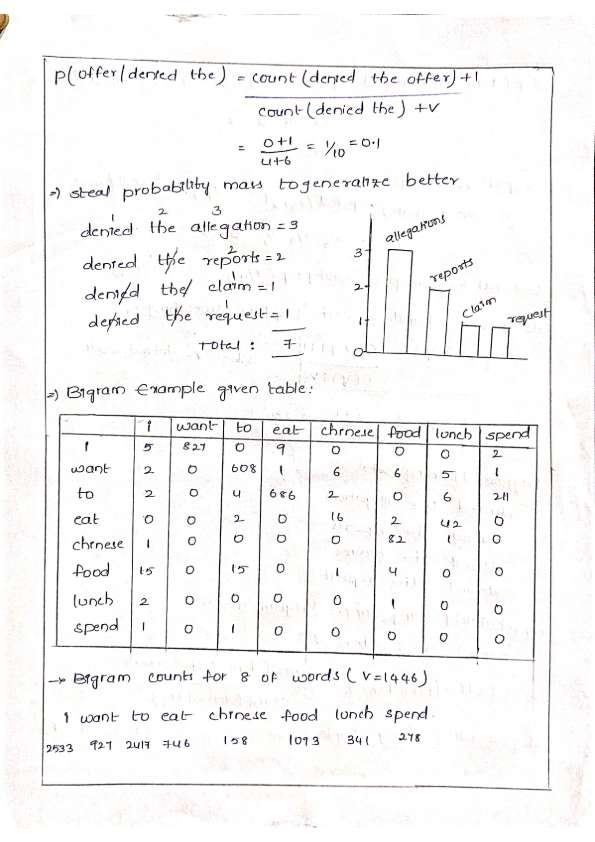 P(offer/denied the) = count (denied the offer)+1
count (denied the) +V
= 0+1 = 1/10 = 0.1
4+6
=) Steal probability mass to generalize better
1 2 3
denied the allegation = 3
2
denied the reports = 2
1
denied the claim = 1
1
denied the request = 1
Total : 7
allegations
reports
claim
request
3
2
1
0
=) Bigram Example given table:
I want to eat chinese food lunch spend
I 5 827 0 9 0 0 0 2
want 2 0 608 1 6 6 5 1
to 2 0 4 686 2 0 6 211
eat 0 0 2 0 16 2 42 0
chinese 1 0 0 0 0 82 1 0
food 15 0 15 0 1 4 0 0
lunch 2 0 0 0 0 1 0 0
spend 1 0 1 0 0 0 0 0
→ Bigram counts for 8 of words (V=1446)
I want to eat chinese food lunch spend.
2533 927 2417 746 158 1093 341 278